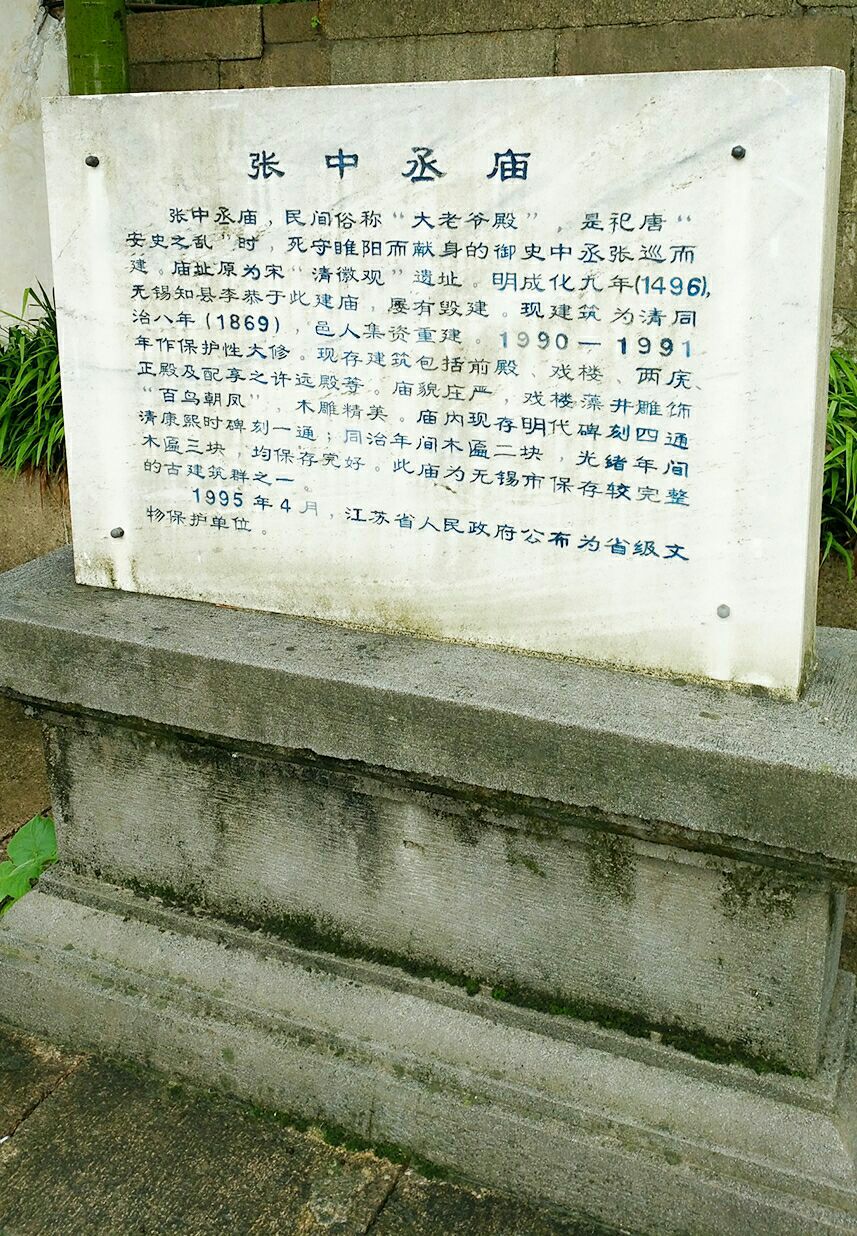 张中丞庙
张中丞庙，民间俗称“大老爷殿”，是祀唐“
安史之乱”时，死守睢阳而献身的御史中丞张巡而
建。庙址原为宋“清微观”遗址。明成化九年(1496),
无锡知县李恭于此建庙，屡有毁建。现建筑为清同
治八年(1869)，邑人集资重建。1990—1991
年作保护性大修。现存建筑包括前殿、戏楼、两庑、
正殿及配享之许远殿等。庙貌庄严，戏楼藻井雕饰
“百鸟朝凤”，木雕精美。庙内现存明代碑刻四通
清康熙时碑刻一通；同治年间木匾二块，光绪年间
木匾三块，均保存完好。此庙为无锡市保存较完整
的古建筑群之一。
1995年4月，江苏省人民政府公布为省级文
物保护单位。